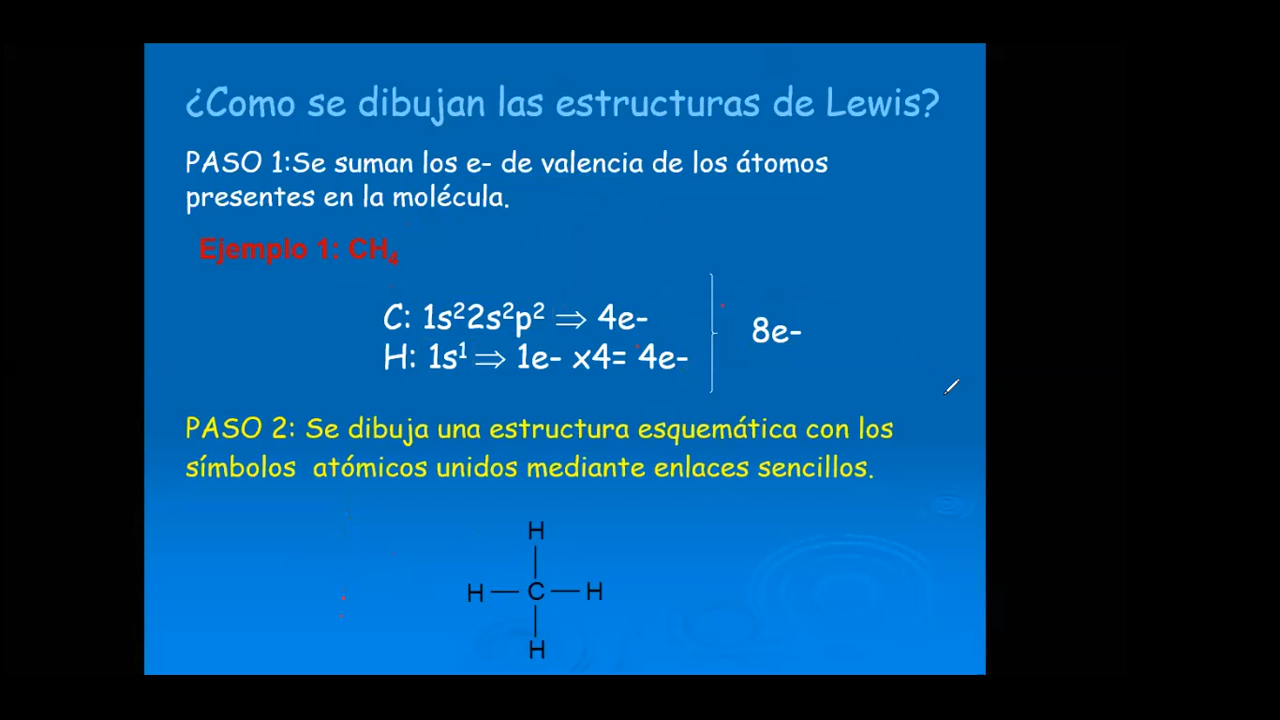 ¿Como se dibujan las estructuras de Lewis?
PASO 1:Se suman los e- de valencia de los átomos
presentes en la molécula.
Ejemplo 1: CH₄
C: 1s²2s²p² ⇒ 4e-
H: 1s¹ ⇒ 1e- x4= 4e-
8e-
PASO 2: Se dibuja una estructura esquemática con los
símbolos atómicos unidos mediante enlaces sencillos.
H
H — C — H
H